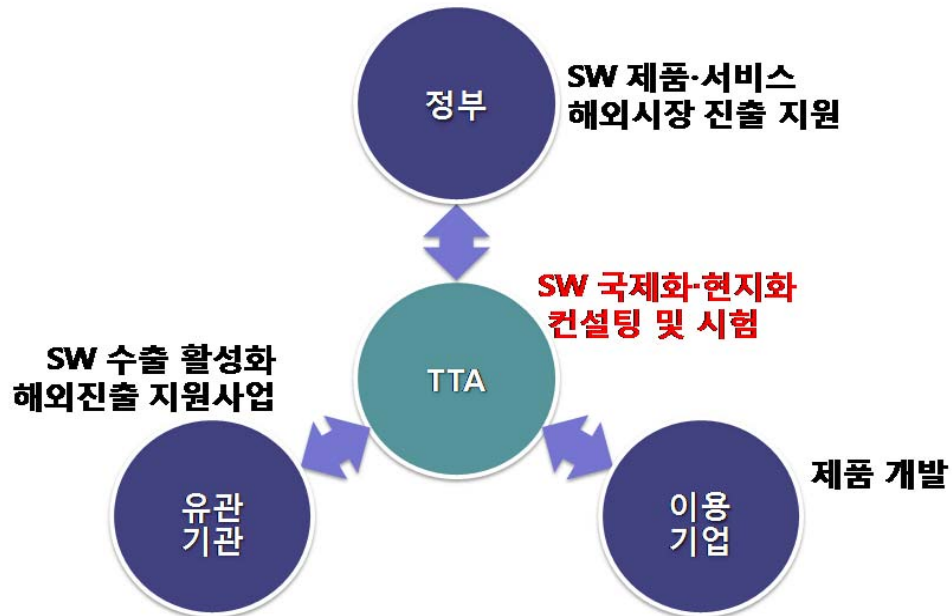 정부
SW 제품·서비스
해외시장 진출 지원
SW 국제화·현지화
컨설팅 및 시험
TTA
SW 수출 활성화
해외진출 지원사업
유관
기관
이용
기업
제품 개발